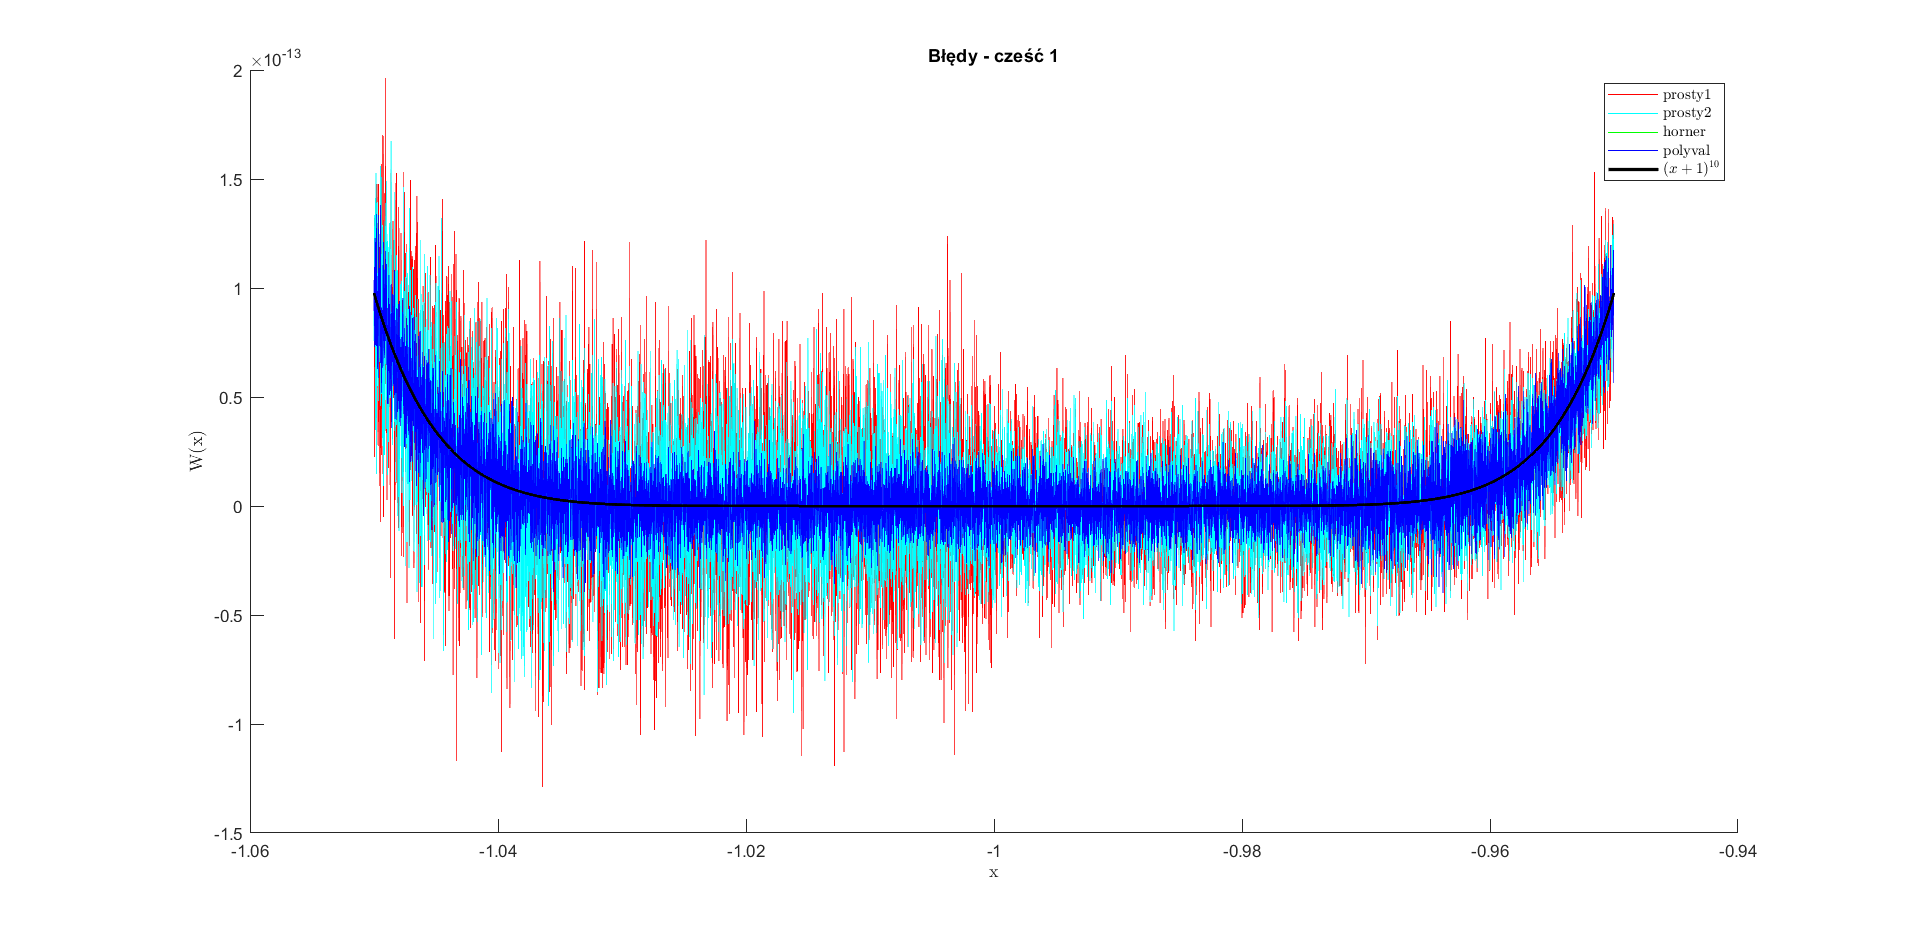 Błędy - cześć 1
×10⁻¹³
2
1.5
1
0.5
0
-0.5
-1
-1.5
W(x)
-1.06 -1.04 -1.02 -1 -0.98 -0.96 -0.94
x
prosty1
prosty2
horner
polyval
(x + 1)¹⁰